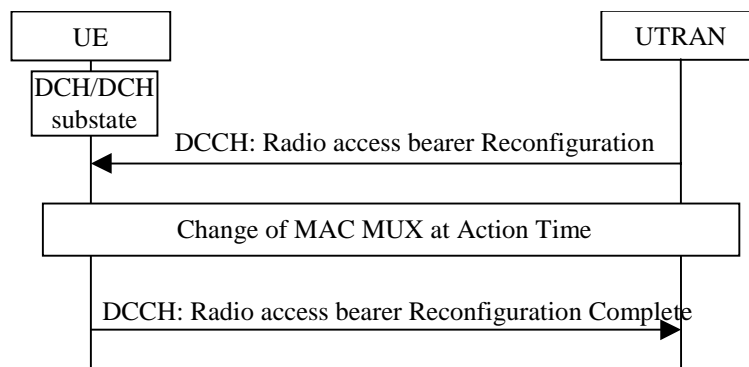 UE
UTRAN
DCH/DCH
substate
DCCH: Radio access bearer Reconfiguration
Change of MAC MUX at Action Time
DCCH: Radio access bearer Reconfiguration Complete